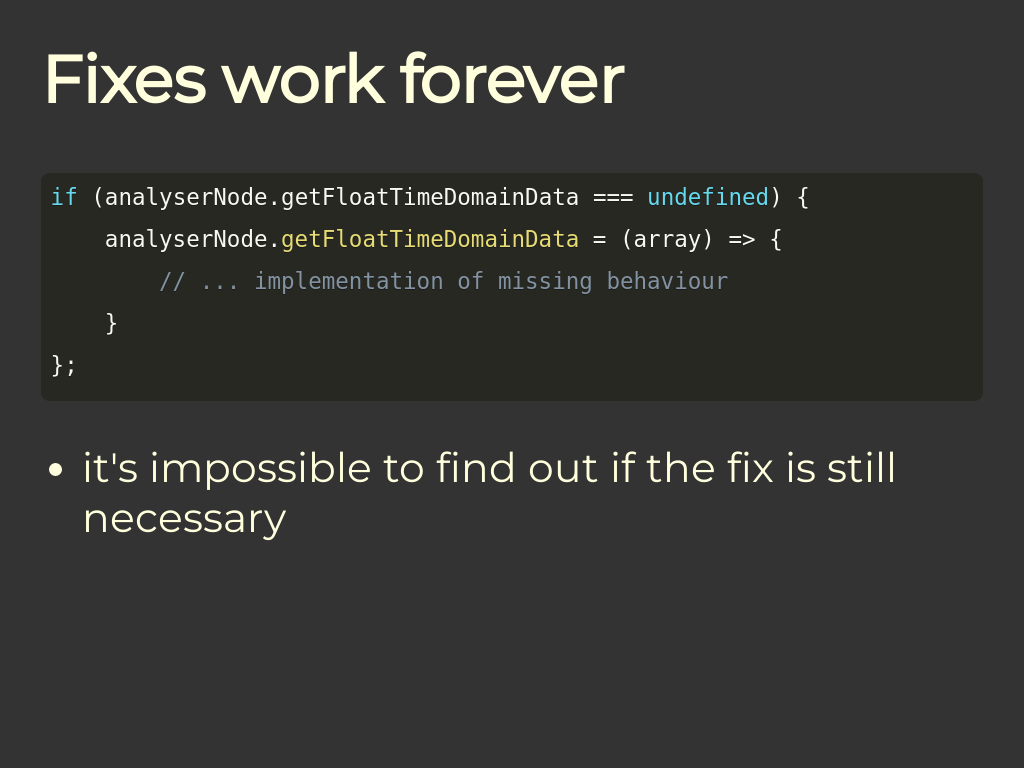 Fixes work forever
if (analyserNode.getFloatTimeDomainData === undefined) {
    analyserNode.getFloatTimeDomainData = (array) => {
        // ... implementation of missing behaviour
    }
};
• it's impossible to find out if the fix is still
necessary